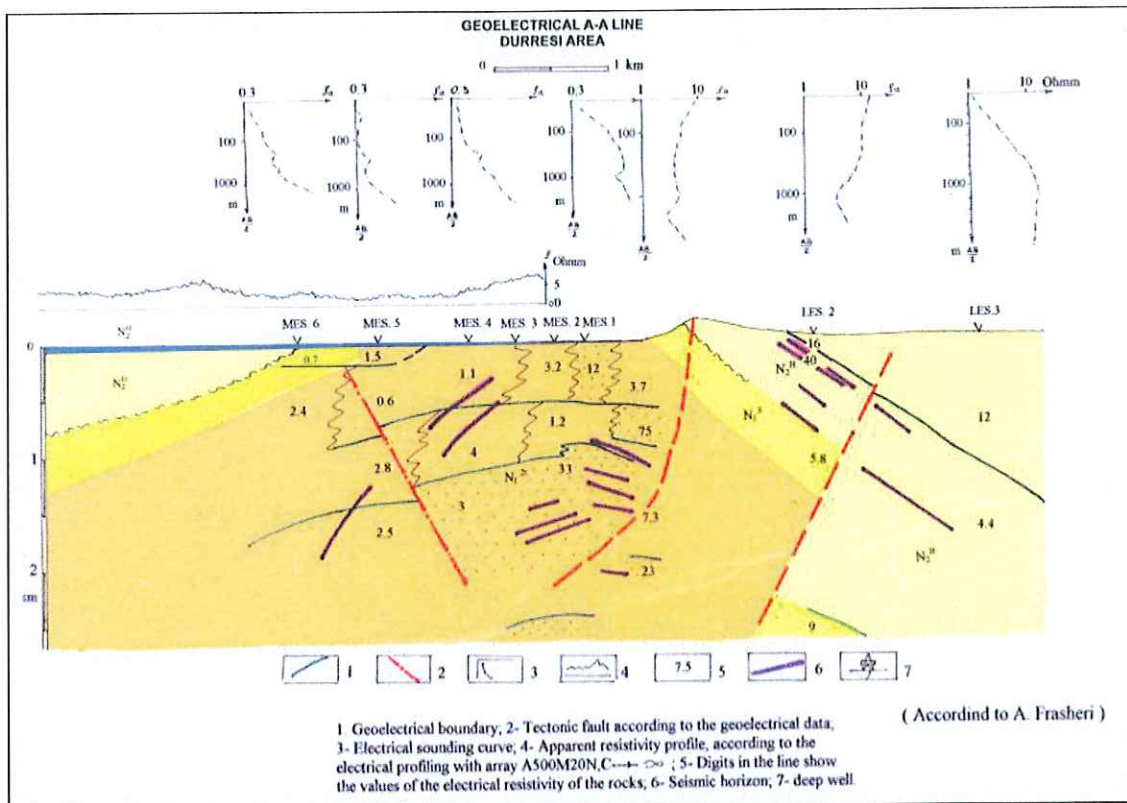 GEOELECTRICAL A-A LINE
DURRESI AREA
0 1 km
0.3 0.3 0.3 0.3 1 10 1 10 1 10 Ohmm
100 100 100 100 100 100 100
1000 1000 1000 1000 1000 1000
m m m m m
Ohmm
5
0
MES. 6 MES. 5 MES. 4 MES. 3 MES. 2 MES. 1 LES. 2 LES.3
0
0.7 1.5 16
40
2.4 0.6 1.1 3.2 12 3.7
1.2 75 12
1
2.8 4 33 5.8
2.5 3 7.3 4.4
2
23
9
1 2 3 4 7.5 5 6 7
1 Geoelectrical boundary; 2- Tectonic fault according to the geoelectrical data;
3- Electrical sounding curve; 4- Apparent resistivity profile, according to the
electrical profiling with array A500M20N,C ∞ ; 5- Digits in the line show
the values of the electrical resistivity of the rocks; 6- Seismic horizon; 7- deep well.
( Accordind to A. Frasheri )